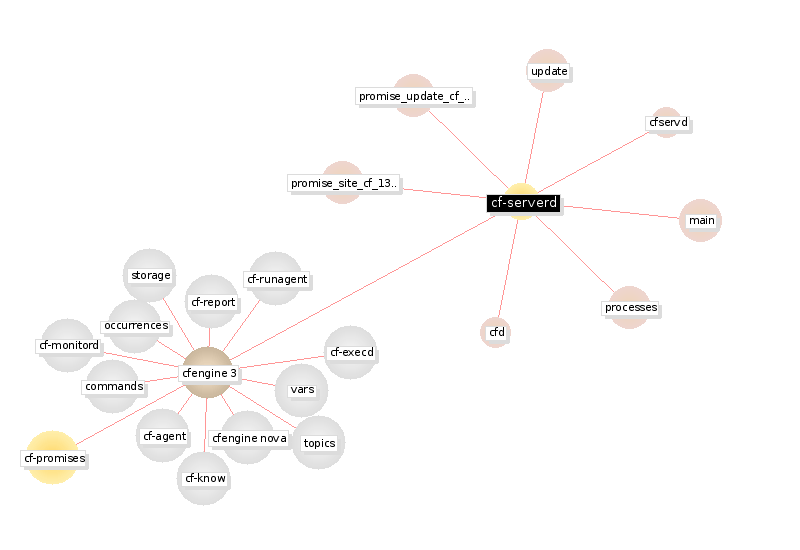 update
promise_update_cf_..
cfservd
promise_site_cf_13..
cf-serverd
main
storage
cf-runagent
cf-report
processes
occurrences
cfd
cf-monitord
cf-execd
cfengine 3
commands
vars
cf-agent
cfengine nova
topics
cf-promises
cf-know